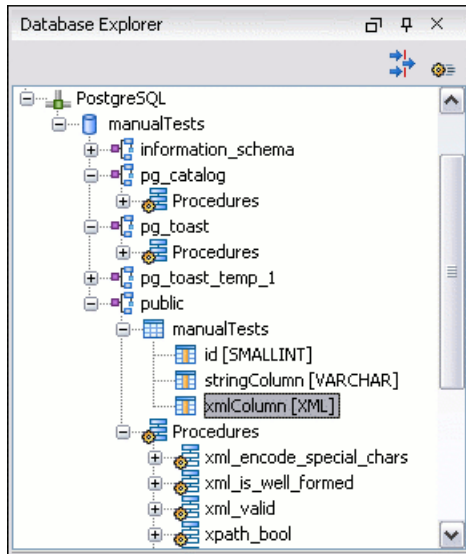 Database Explorer
PostgreSQL
manualTests
information_schema
pg_catalog
Procedures
pg_toast
Procedures
pg_toast_temp_1
public
manualTests
id [SMALLINT]
stringColumn [VARCHAR]
xmlColumn [XML]
Procedures
xml_encode_special_chars
xml_is_well_formed
xml_valid
xpath_bool